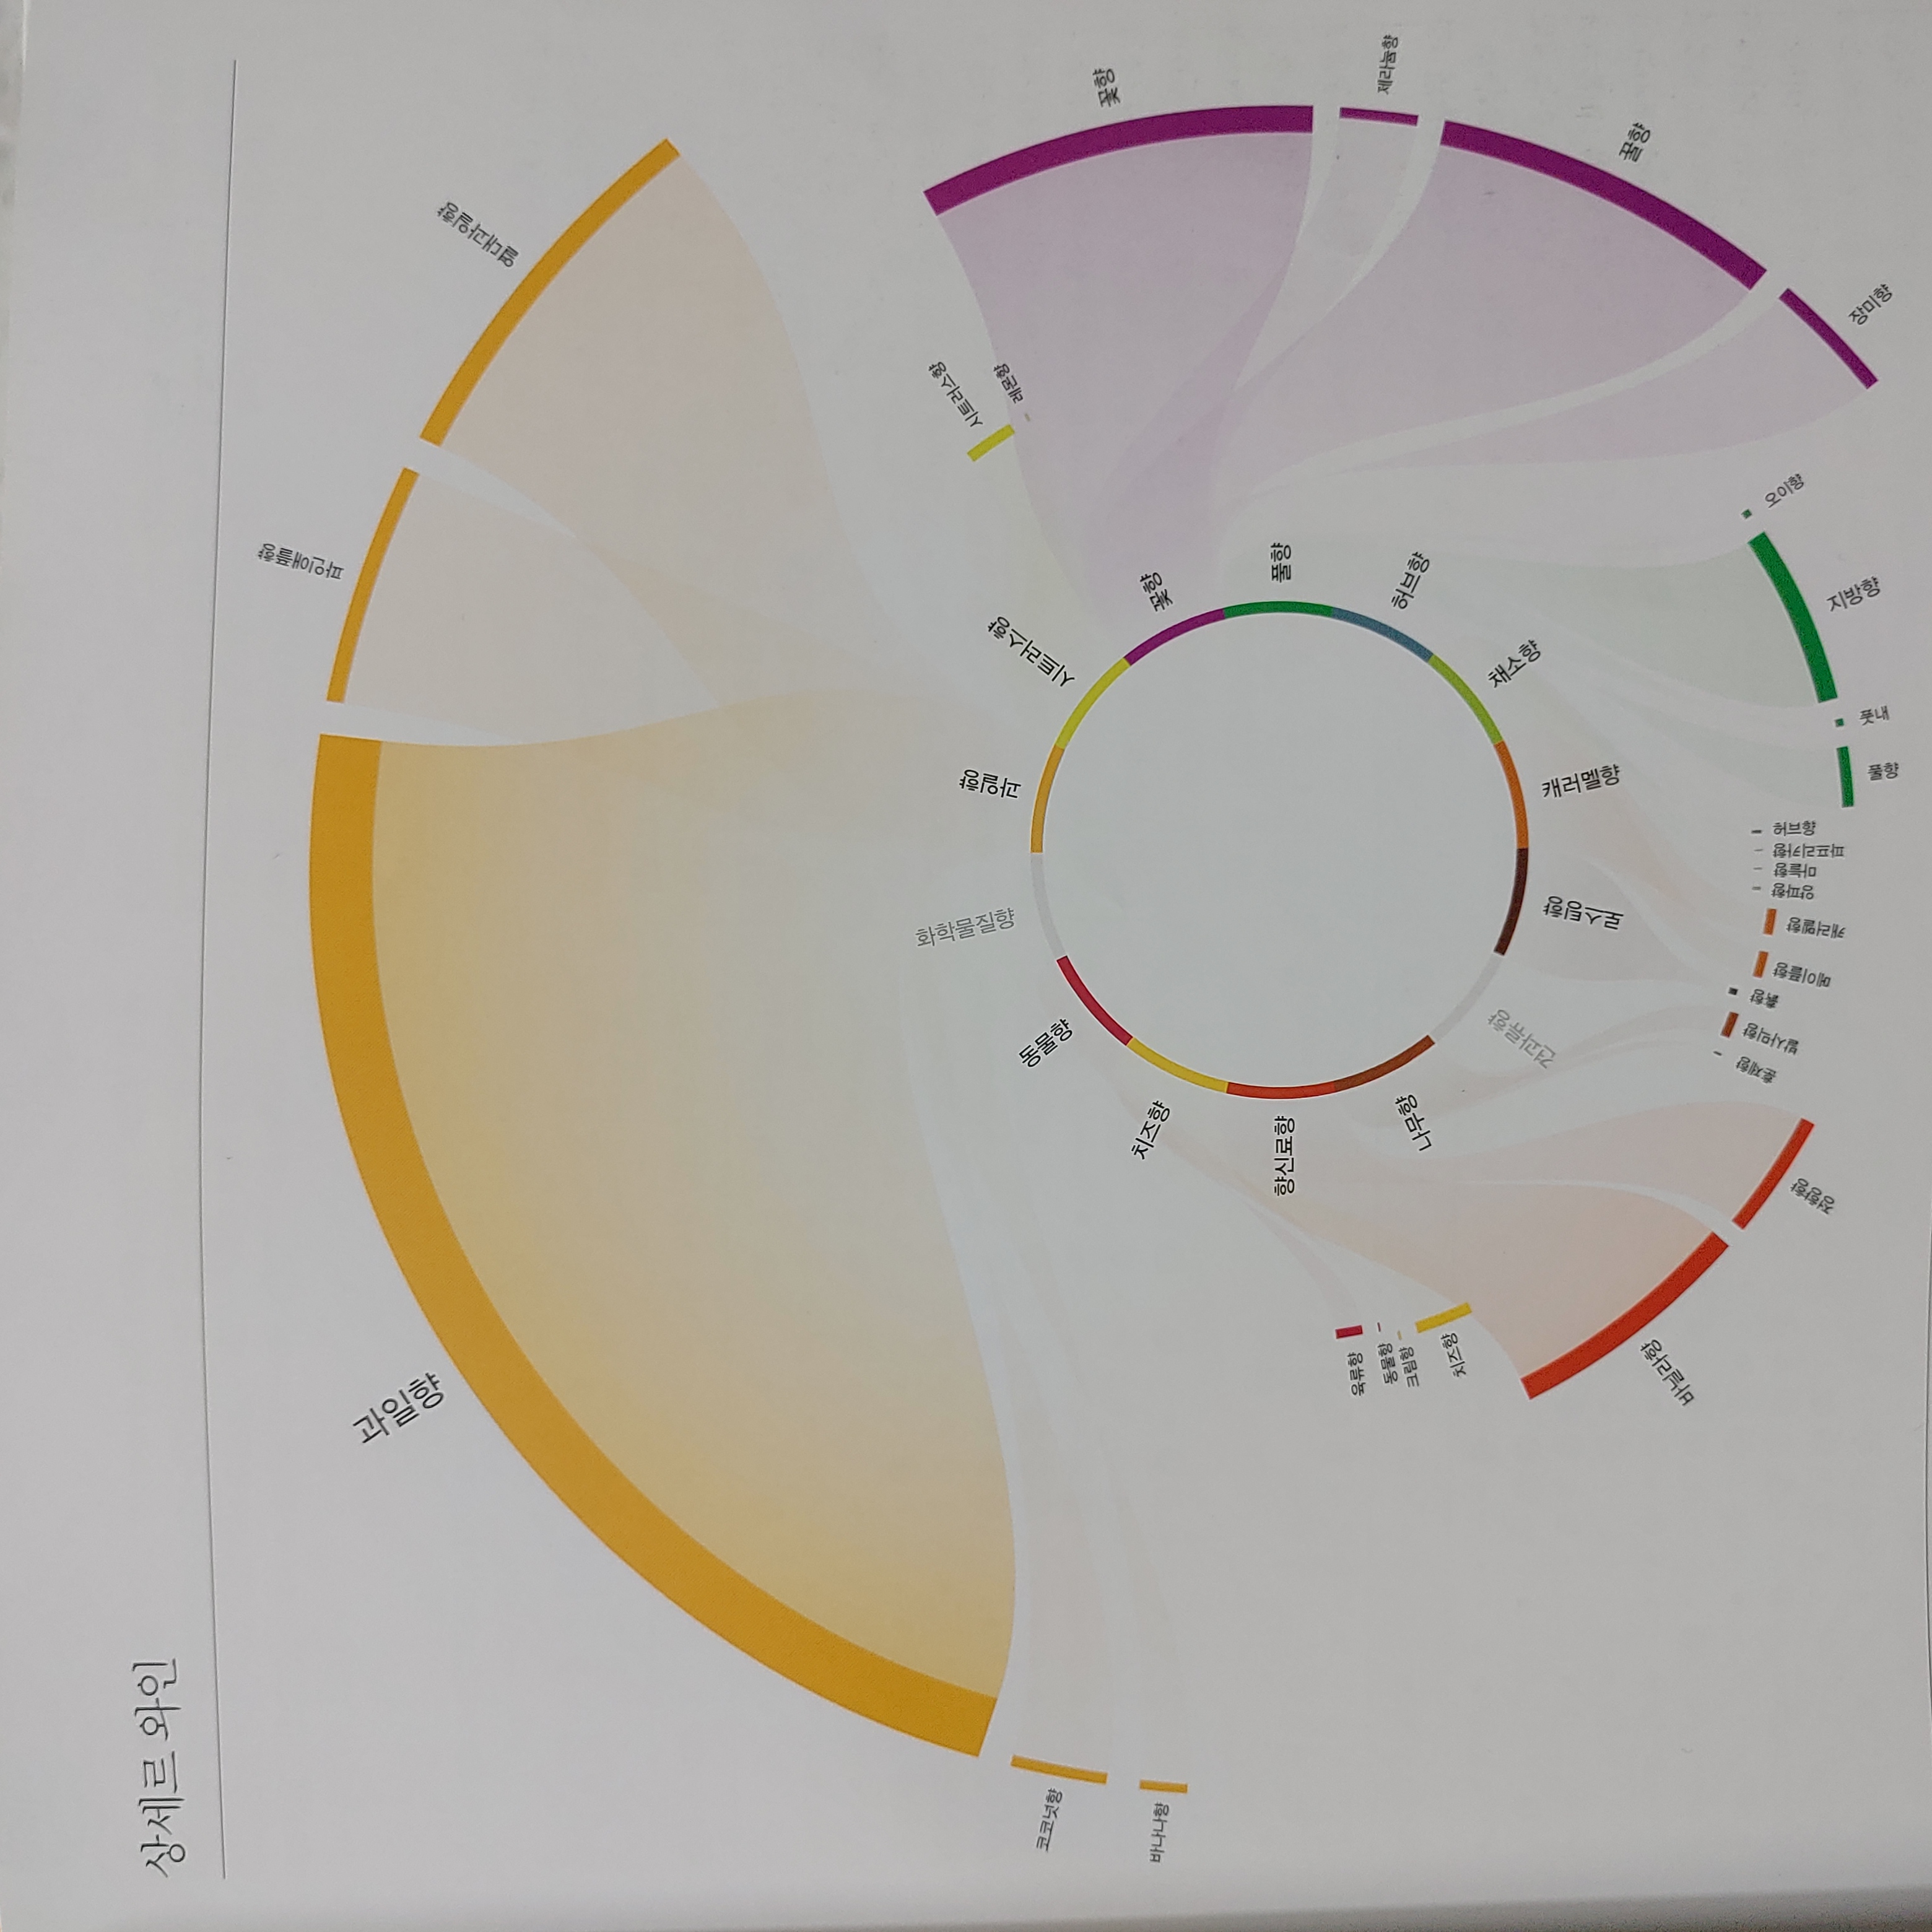 상세르 와인
과일향
파인애플향
열대과일향
코코넛향
바나나향
화학물질향
과일향
시트러스향
꽃향
풀향
허브향
채소향
캐러멜향
로스팅향
견과류향
나무향
향신료향
치즈향
동물향
시트러스향
레몬향
꽃향
제라늄향
꿀향
장미향
오이향
지방향
풋내
풀향
허브향
파프리카향
마늘향
양파향
캐러멜향
메이플향
흙향
발사믹향
훈제향
정향향
바닐라향
치즈향
크림향
동물향
육류향